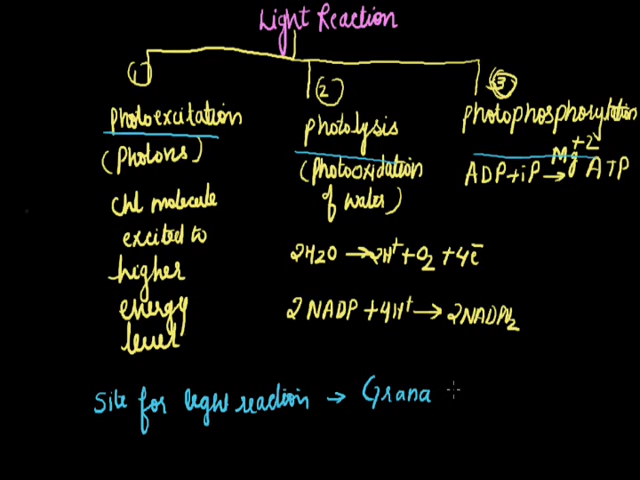 Light Reaction
1
Photoexcitation
(Photons)
Chl molecule
excited to
higher
energy
level
2
Photolysis
(Photooxidation
of water)
2H2O → 2H⁺ + O2 + 4e⁻
2 NADP + 4H⁺ → 2NADPH2
3
Photophosphorylation
Mg+2
ADP + iP → ATP
Site for light reaction → Grana